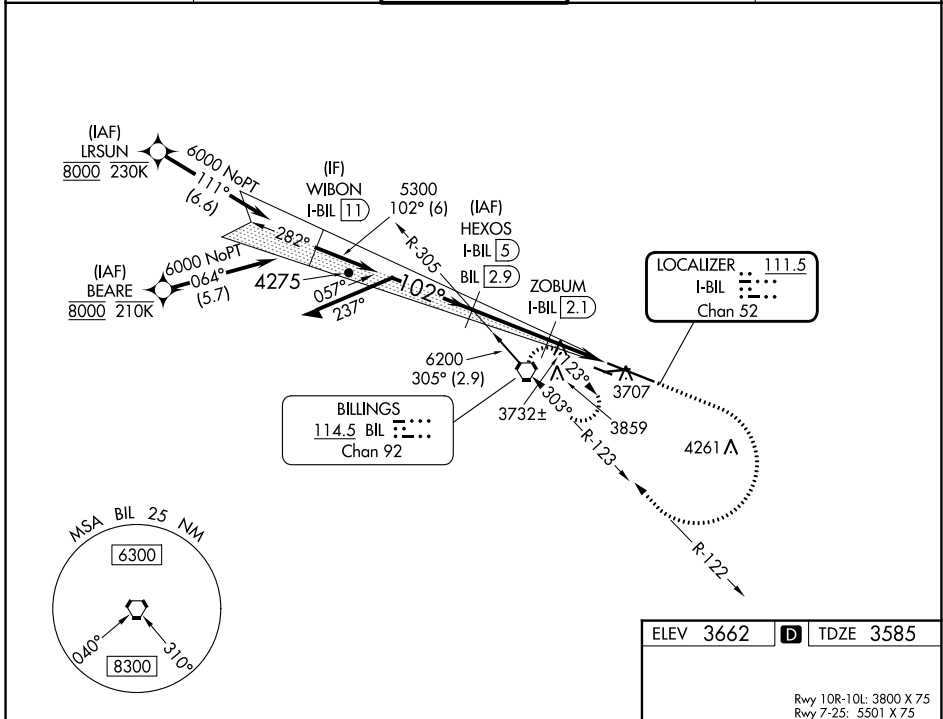 (IAF)
LRSUN
8000 230K
6000 NoPT
111°
(6.6)
(IF)
WIBON
I-BIL 11
5300
102° (6)
(IAF)
HEXOS
I-BIL 5
BIL 2.9
R-305
282°
(IAF)
BEARE
8000 210K
6000 NoPT
064°
(5.7)
4275
057°
237°
102°
ZOBUM
I-BIL 2.1
LOCALIZER 111.5
I-BIL
Chan 52
6200
305° (2.9)
123°
303°
3732±
3707
3859
R-123
4261
R-122
BILLINGS
114.5 BIL
Chan 92
MSA BIL 25 NM
6300
040°
310°
8300
ELEV 3662 D TDZE 3585
Rwy 10R-10L: 3800 X 75
Rwy 7-25: 5501 X 75